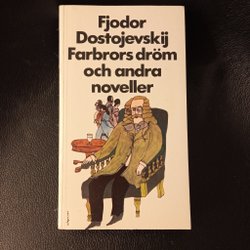 Fjodor
Dostojevskij
Farbrors dröm
och andra
noveller